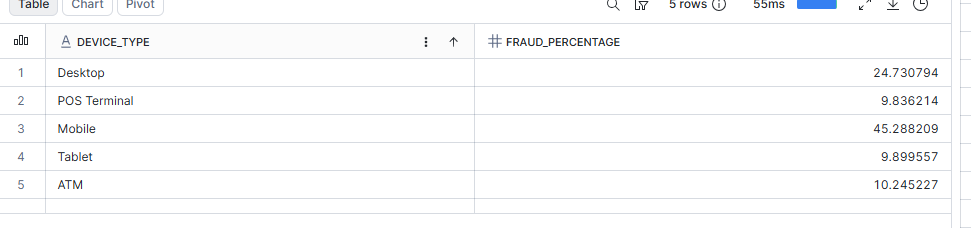 Table Chart Pivot 5 rows 55ms
DEVICE_TYPE FRAUD_PERCENTAGE
1 Desktop 24.730794
2 POS Terminal 9.836214
3 Mobile 45.288209
4 Tablet 9.899557
5 ATM 10.245227